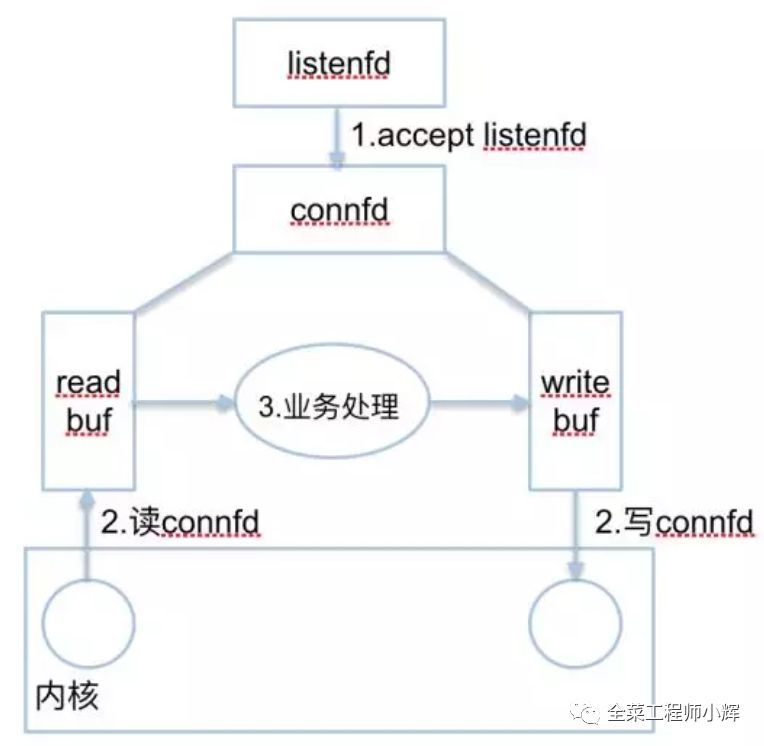 listenfd
1.accept listenfd
connfd
read
buf
3.业务处理
write
buf
2.读connfd
2.写connfd
内核
全菜工程师小辉